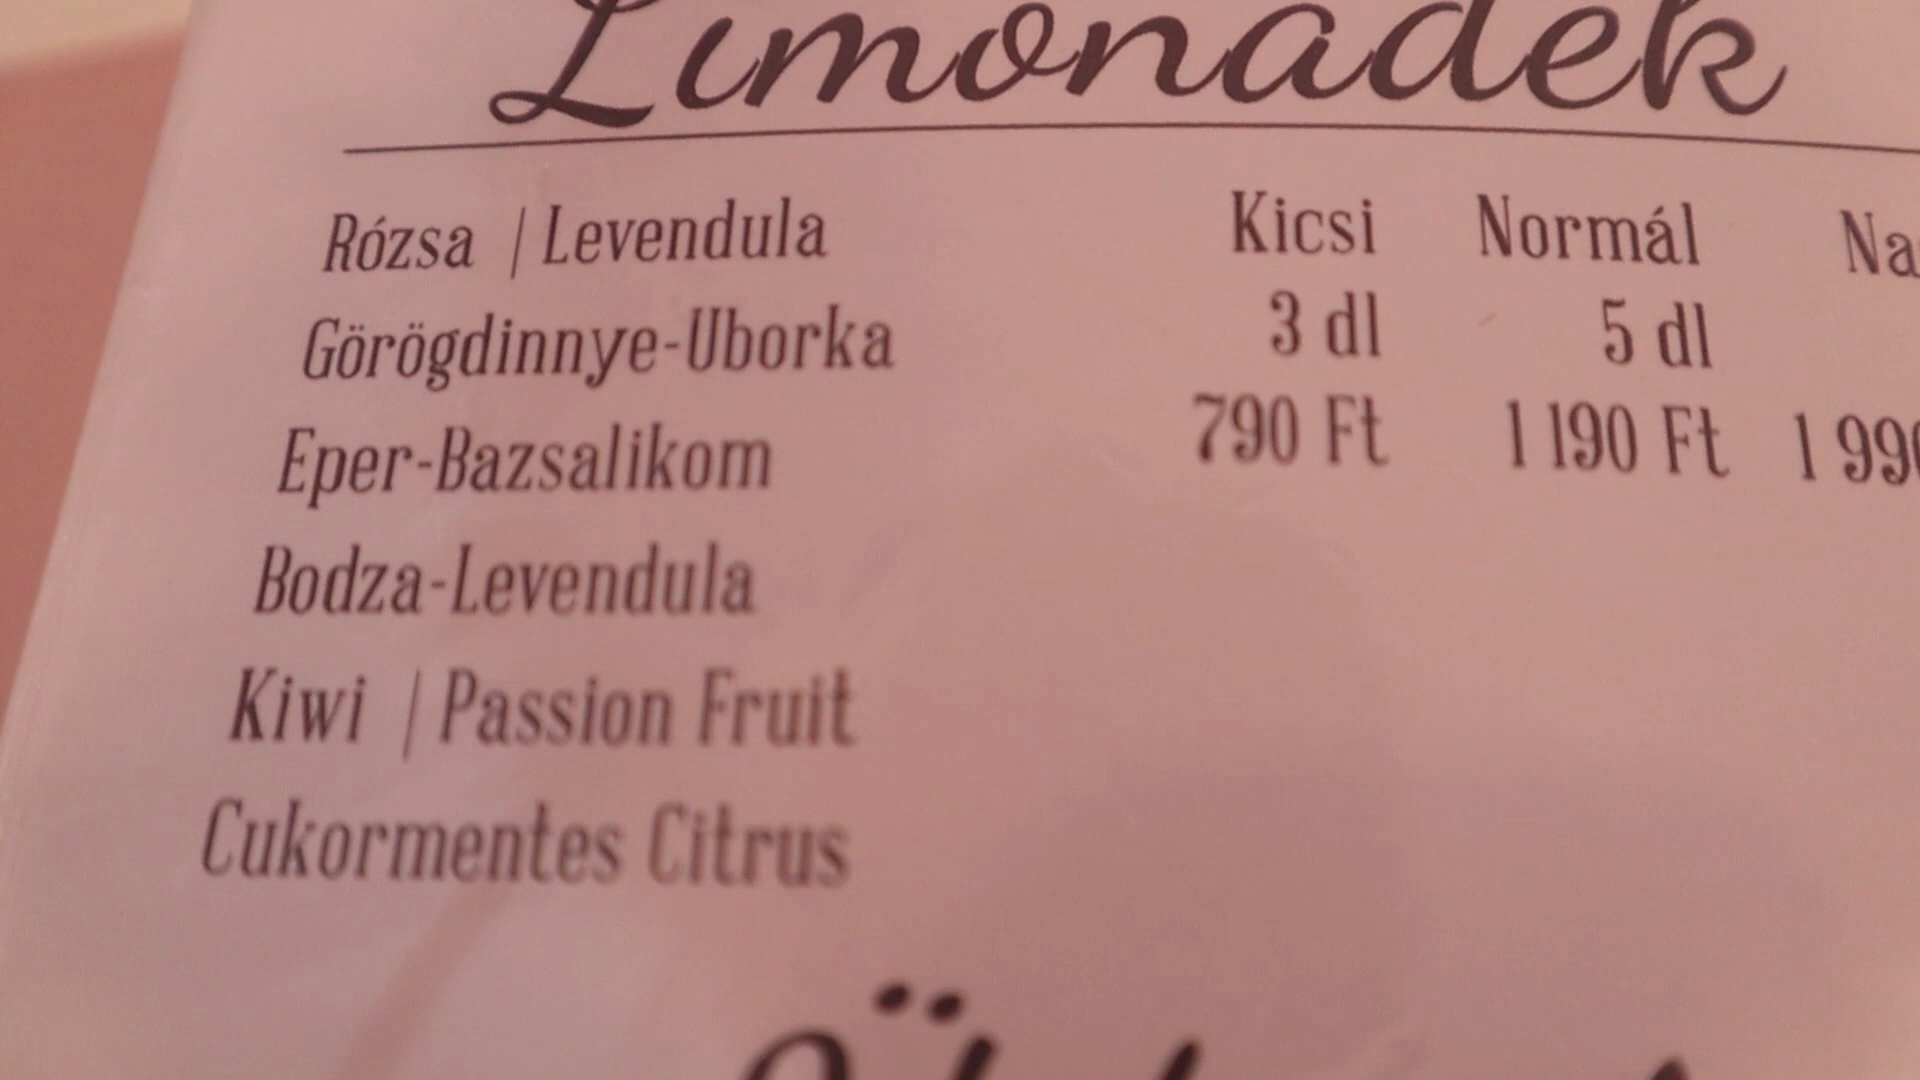 Limonádék
Rózsa | Levendula Kicsi Normál
Görögdinnye-Uborka 3 dl 5 dl
Eper-Bazsalikom 790 Ft 1 190 Ft
Bodza-Levendula
Kiwi | Passion Fruit
Cukormentes Citrus